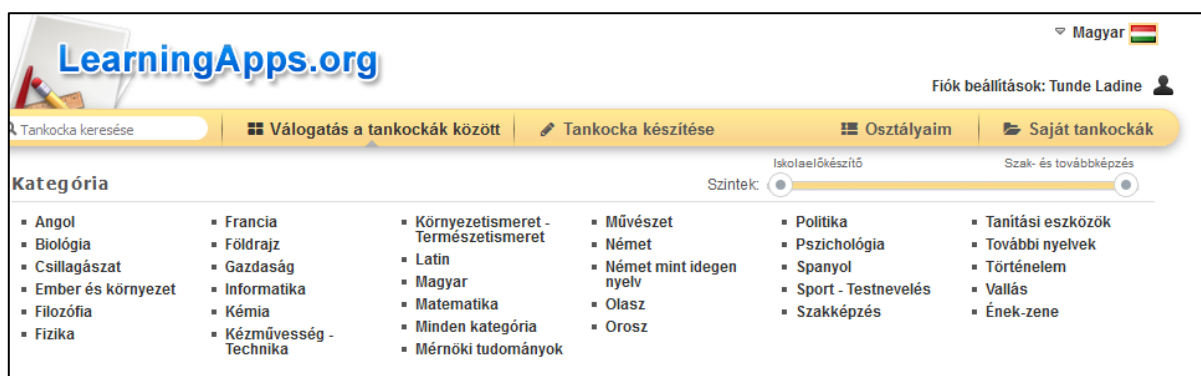 Magyar
LearningApps.org
Fiók beállítások: Tunde Ladine
Tankocka keresése
Válogatás a tankockák között
Tankocka készítése
Osztályaim
Saját tankockák
Kategória
Szintek:
Iskolaelőkészítő
Szak- és továbbképzés
Angol
Biológia
Csillagászat
Ember és környezet
Filozófia
Fizika
Francia
Földrajz
Gazdaság
Informatika
Kémia
Kézművesség -
Technika
Környezetismeret -
Természetismeret
Latin
Magyar
Matematika
Minden kategória
Mérnöki tudományok
Művészet
Német
Német mint idegen
nyelv
Olasz
Orosz
Politika
Pszichológia
Spanyol
Sport - Testnevelés
Szakképzés
Tanítási eszközök
További nyelvek
Történelem
Vallás
Ének-zene